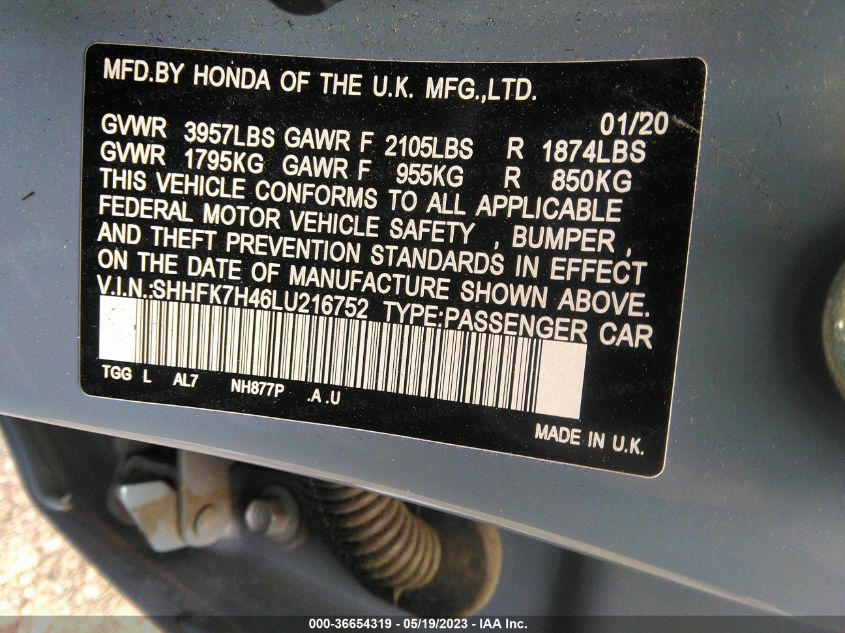 MFD.BY HONDA OF THE U.K. MFG.,LTD.
01/20
GVWR 3957LBS GAWR F 2105LBS R 1874LBS
GVWR 1795KG GAWR F 955KG R 850KG
THIS VEHICLE CONFORMS TO ALL APPLICABLE
FEDERAL MOTOR VEHICLE SAFETY , BUMPER ,
AND THEFT PREVENTION STANDARDS IN EFFECT
ON THE DATE OF MANUFACTURE SHOWN ABOVE.
V.I.N.:SHHFK7H46LU216752 TYPE:PASSENGER CAR
TGG L AL7 NH877P .A .U
MADE IN U.K.
000-36654319 - 05/19/2023 - IAA Inc.